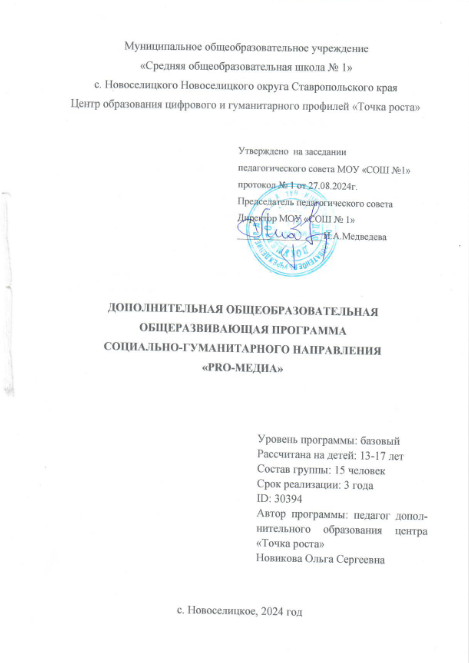 Муниципальное общеобразовательное учреждение
«Средняя общеобразовательная школа № 1»
с. Новоселицкого Новоселицкого округа Ставропольского края
Центр образования цифрового и гуманитарного профилей «Точка роста»
Утверждено на заседании
педагогического совета МОУ «СОШ №1»
протокол № 1 от 27.08.2024г.
Председатель педагогического совета
Директор МОУ «СОШ № 1»
Н.А.Медведева
ДОПОЛНИТЕЛЬНАЯ ОБЩЕОБРАЗОВАТЕЛЬНАЯ
ОБЩЕРАЗВИВАЮЩАЯ ПРОГРАММА
СОЦИАЛЬНО-ГУМАНИТАРНОГО НАПРАВЛЕНИЯ
«PRO-МЕДИА»
Уровень программы: базовый
Рассчитана на детей: 13-17 лет
Состав группы: 15 человек
Срок реализации: 3 года
ID: 30394
Автор программы: педагог допол-
нительного образования центра
«Точка роста»
Новикова Ольга Сергеевна
с. Новоселицкое, 2024 год